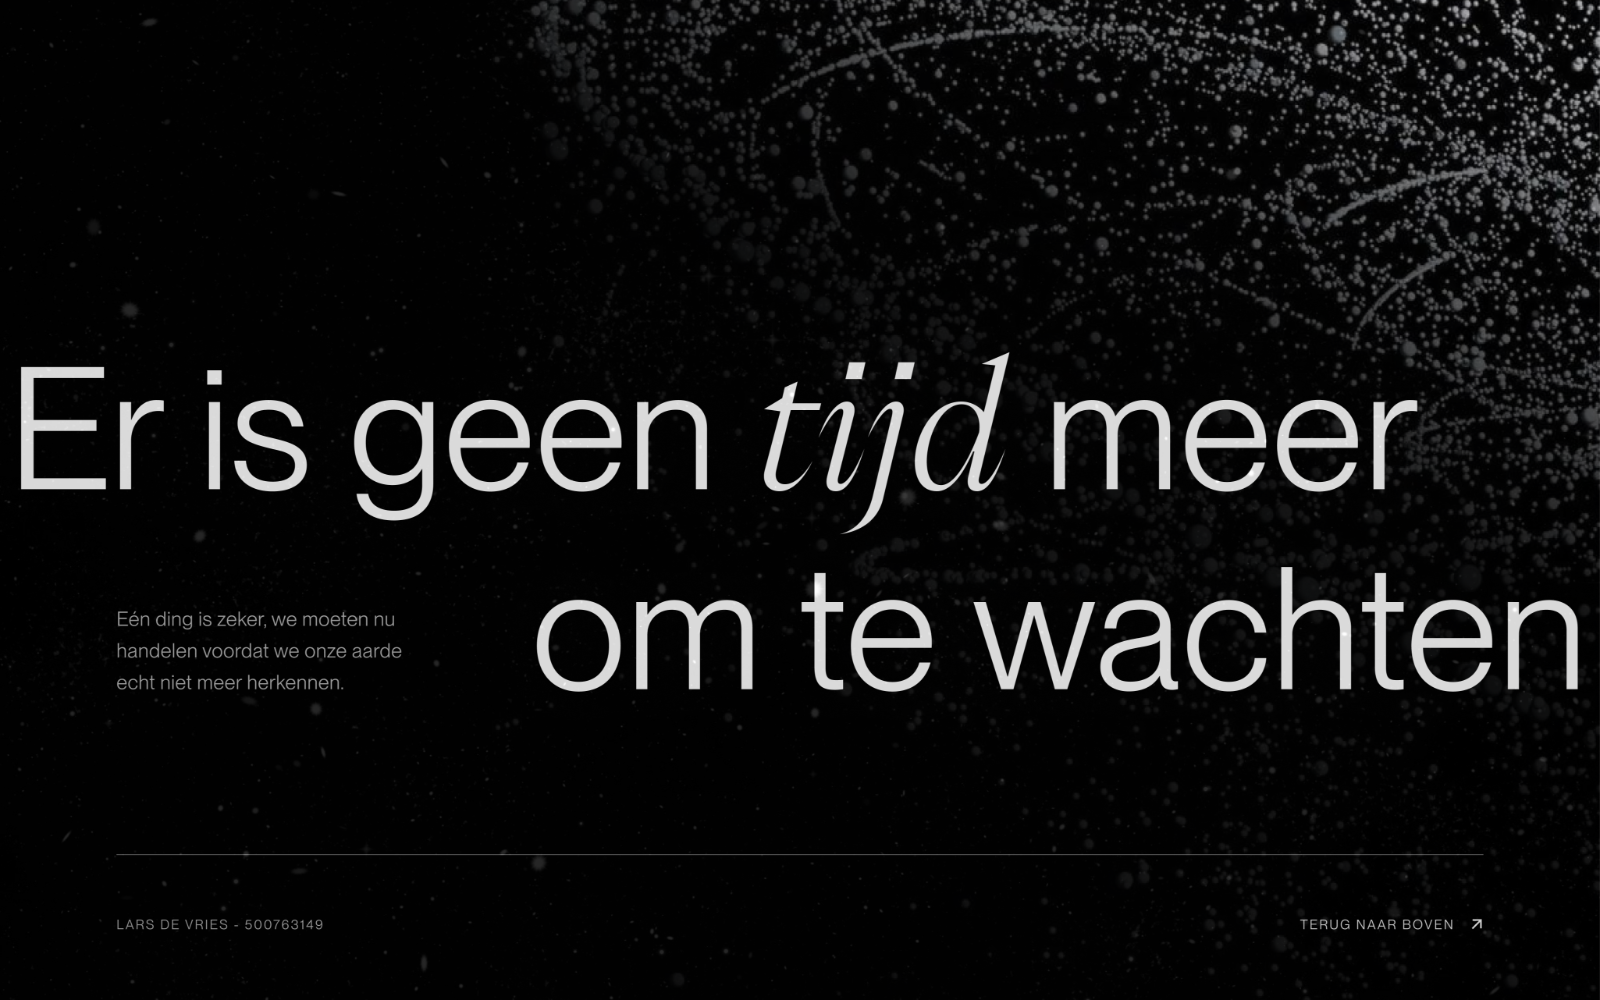 Er is geen tijd meer
om te wachten
Eén ding is zeker, we moeten nu
handelen voordat we onze aarde
echt niet meer herkennen.
LARS DE VRIES - 500763149
TERUG NAAR BOVEN